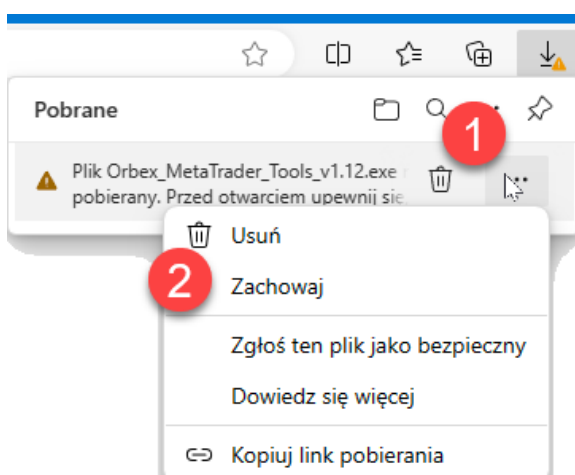 Pobrane
1
Plik Orbex_MetaTrader_Tools_v1.12.exe
pobierany. Przed otwarciem upewnij się
Usuń
2
Zachowaj
Zgłoś ten plik jako bezpieczny
Dowiedz się więcej
Kopiuj link pobierania